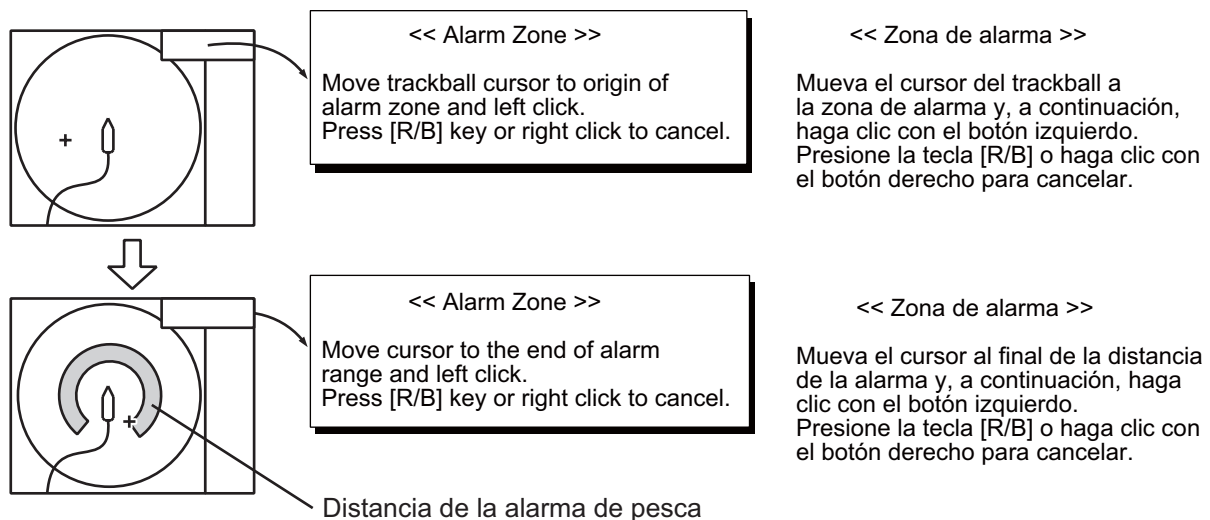 << Alarm Zone >>
Move trackball cursor to origin of
alarm zone and left click.
Press [R/B] key or right click to cancel.
<< Zona de alarma >>
Mueva el cursor del trackball a
la zona de alarma y, a continuación,
haga clic con el botón izquierdo.
Presione la tecla [R/B] o haga clic con
el botón derecho para cancelar.
<< Alarm Zone >>
Move cursor to the end of alarm
range and left click.
Press [R/B] key or right click to cancel.
<< Zona de alarma >>
Mueva el cursor al final de la distancia
de la alarma y, a continuación, haga
clic con el botón izquierdo.
Presione la tecla [R/B] o haga clic con
el botón derecho para cancelar.
Distancia de la alarma de pesca